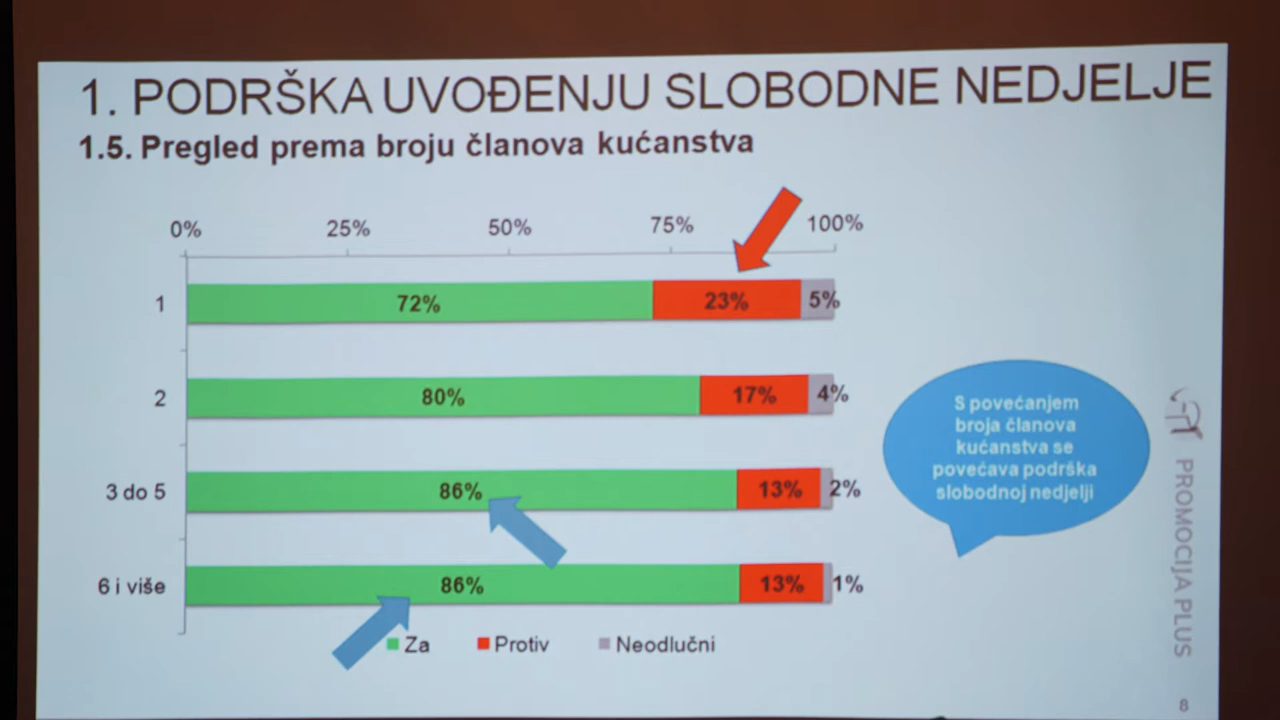 1. PODRŠKA UVOĐENJU SLOBODNE NEDJELJE
1.5. Pregled prema broju članova kućanstva
0% 25% 50% 75% 100%
1 72% 23% 5%
2 80% 17% 4%
3 do 5 86% 13% 2%
6 i više 86% 13% 1%
Za Protiv Neodlučni
S povećanjem
broja članova
kućanstva se
povećava podrška
slobodnoj nedjelji
PROMOCIJA PLUS
8